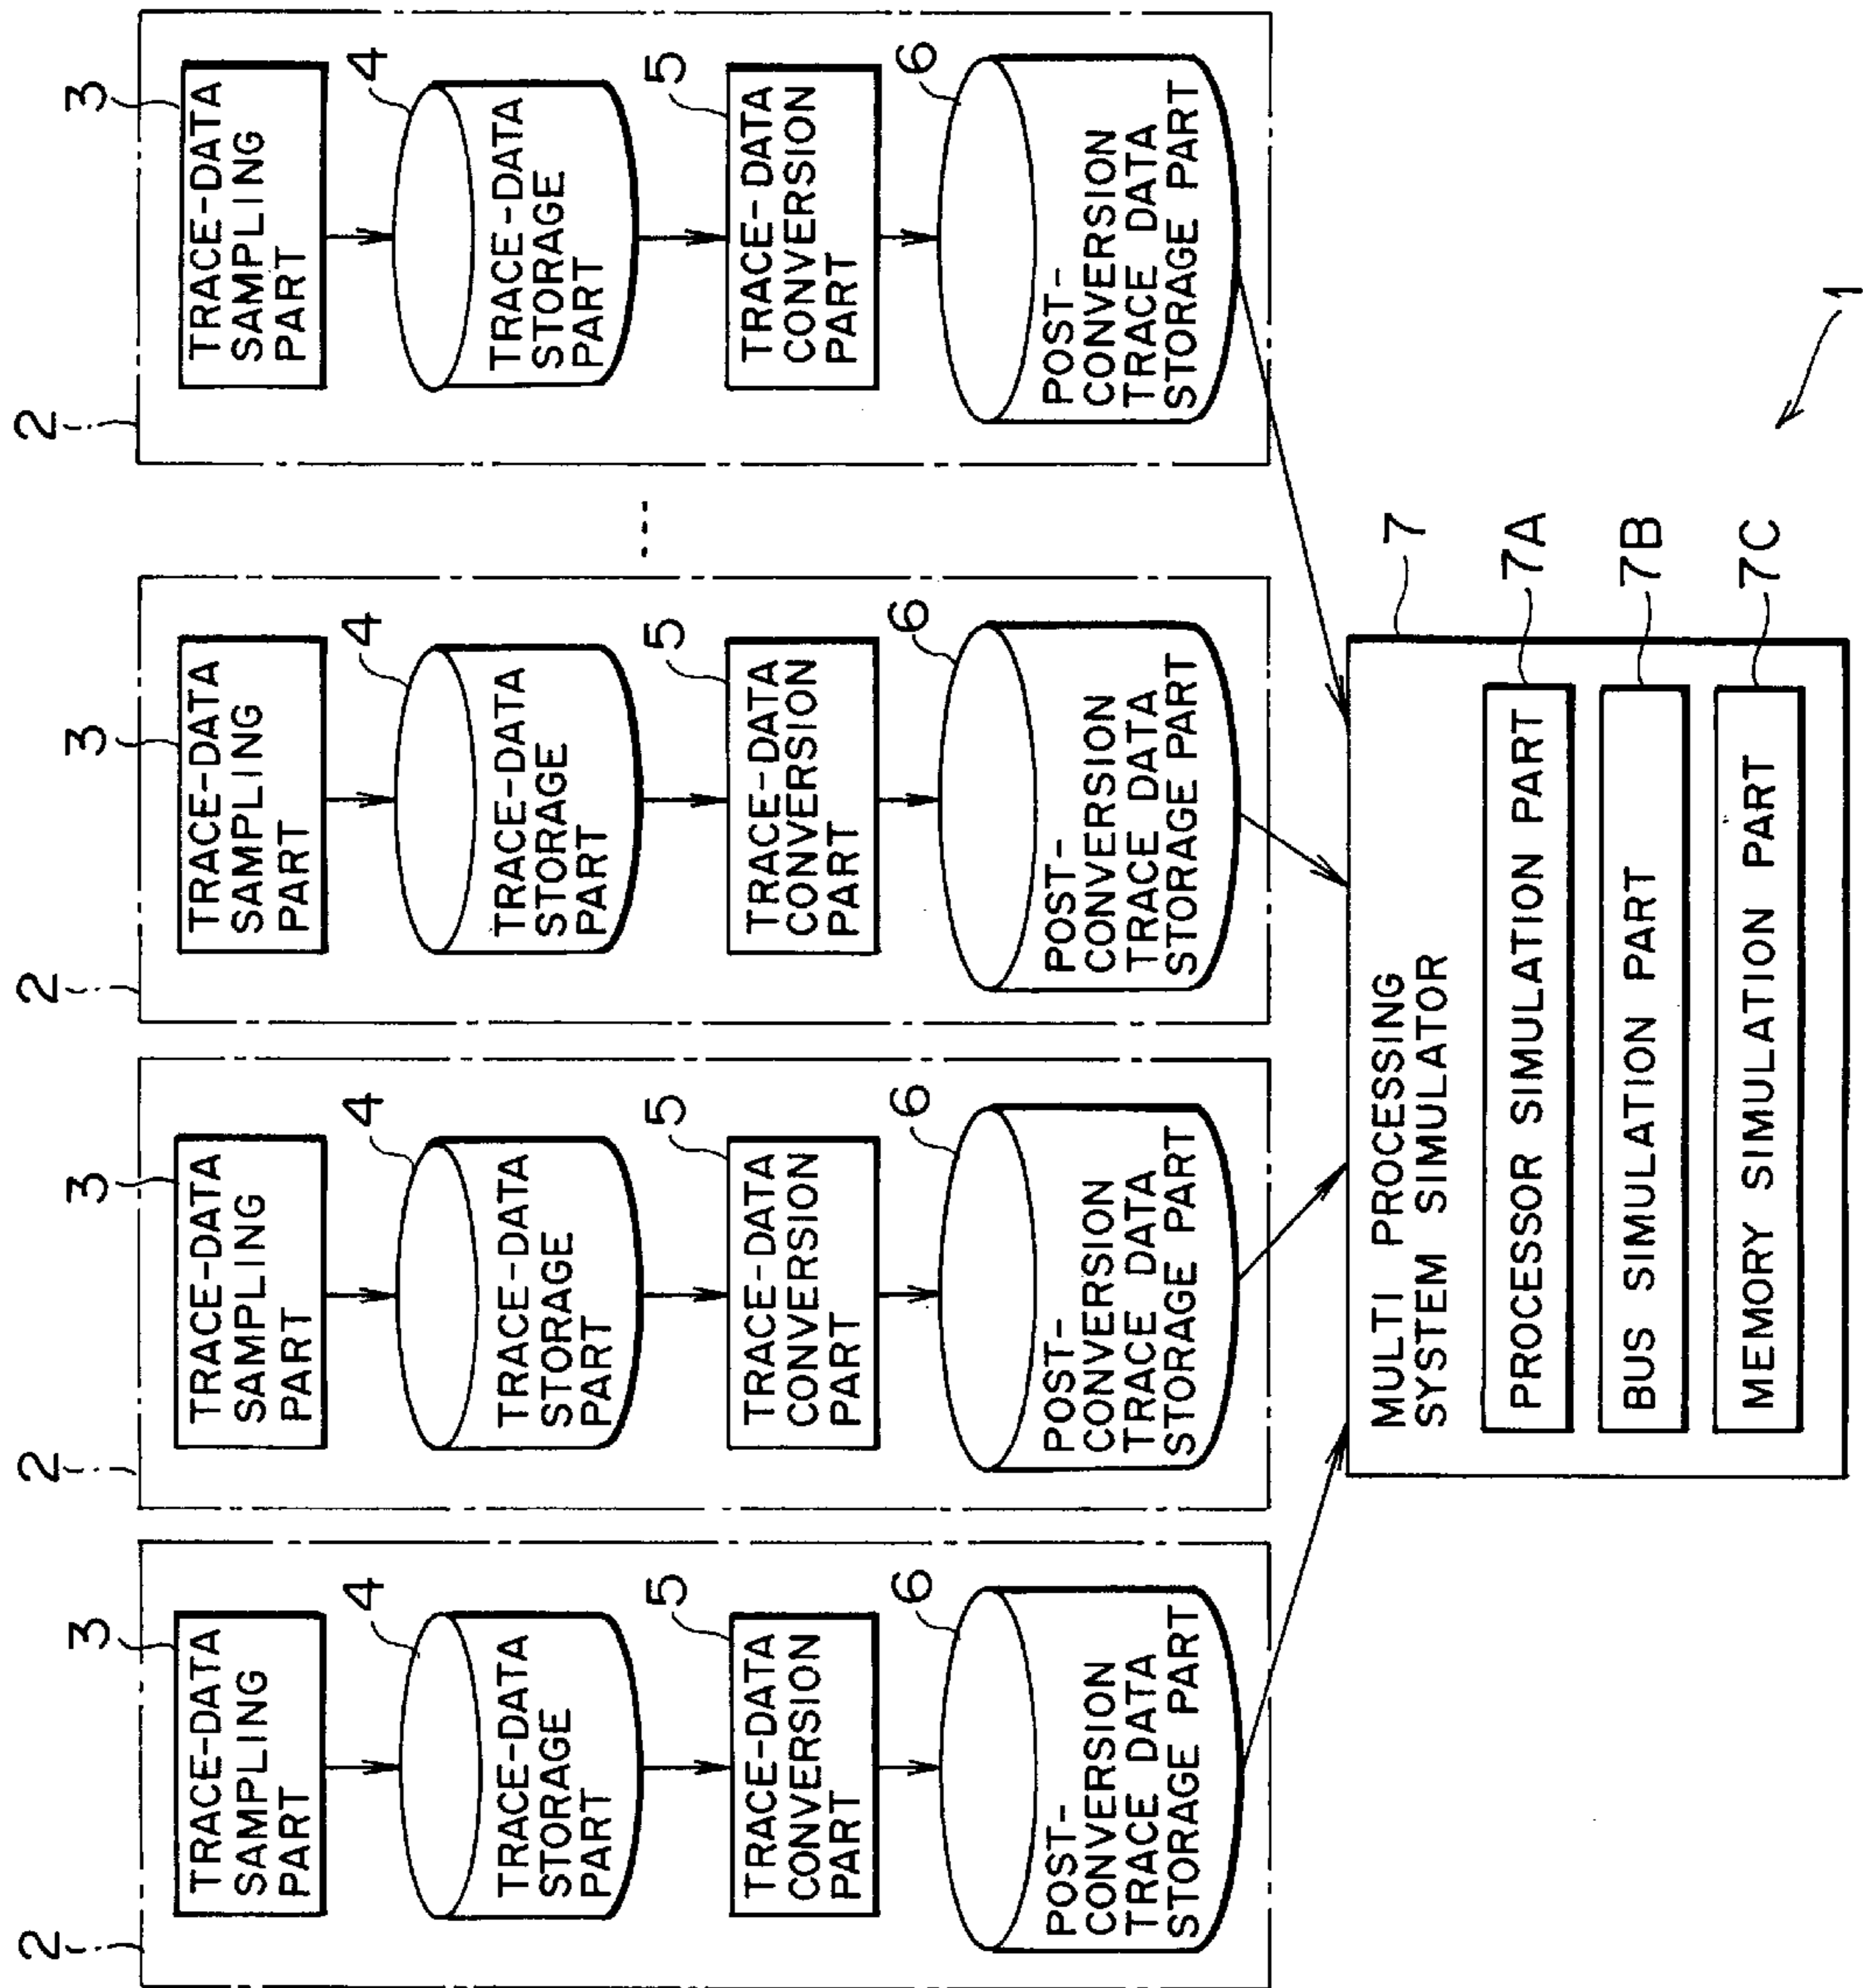 2
3
TRACE-DATA
SAMPLING
PART
4
TRACE-DATA
STORAGE
PART
5
TRACE-DATA
CONVERSION
PART
6
POST-
CONVERSION
TRACE DATA
STORAGE PART
2
3
TRACE-DATA
SAMPLING
PART
4
TRACE-DATA
STORAGE
PART
5
TRACE-DATA
CONVERSION
PART
6
POST-
CONVERSION
TRACE DATA
STORAGE PART
2
3
TRACE-DATA
SAMPLING
PART
4
TRACE-DATA
STORAGE
PART
5
TRACE-DATA
CONVERSION
PART
6
POST-
CONVERSION
TRACE DATA
STORAGE PART
2
3
TRACE-DATA
SAMPLING
PART
4
TRACE-DATA
STORAGE
PART
5
TRACE-DATA
CONVERSION
PART
6
POST-
CONVERSION
TRACE DATA
STORAGE PART
MULTI PROCESSING
SYSTEM SIMULATOR
7
PROCESSOR SIMULATION PART
7A
BUS SIMULATION PART
7B
MEMORY SIMULATION PART
7C
1